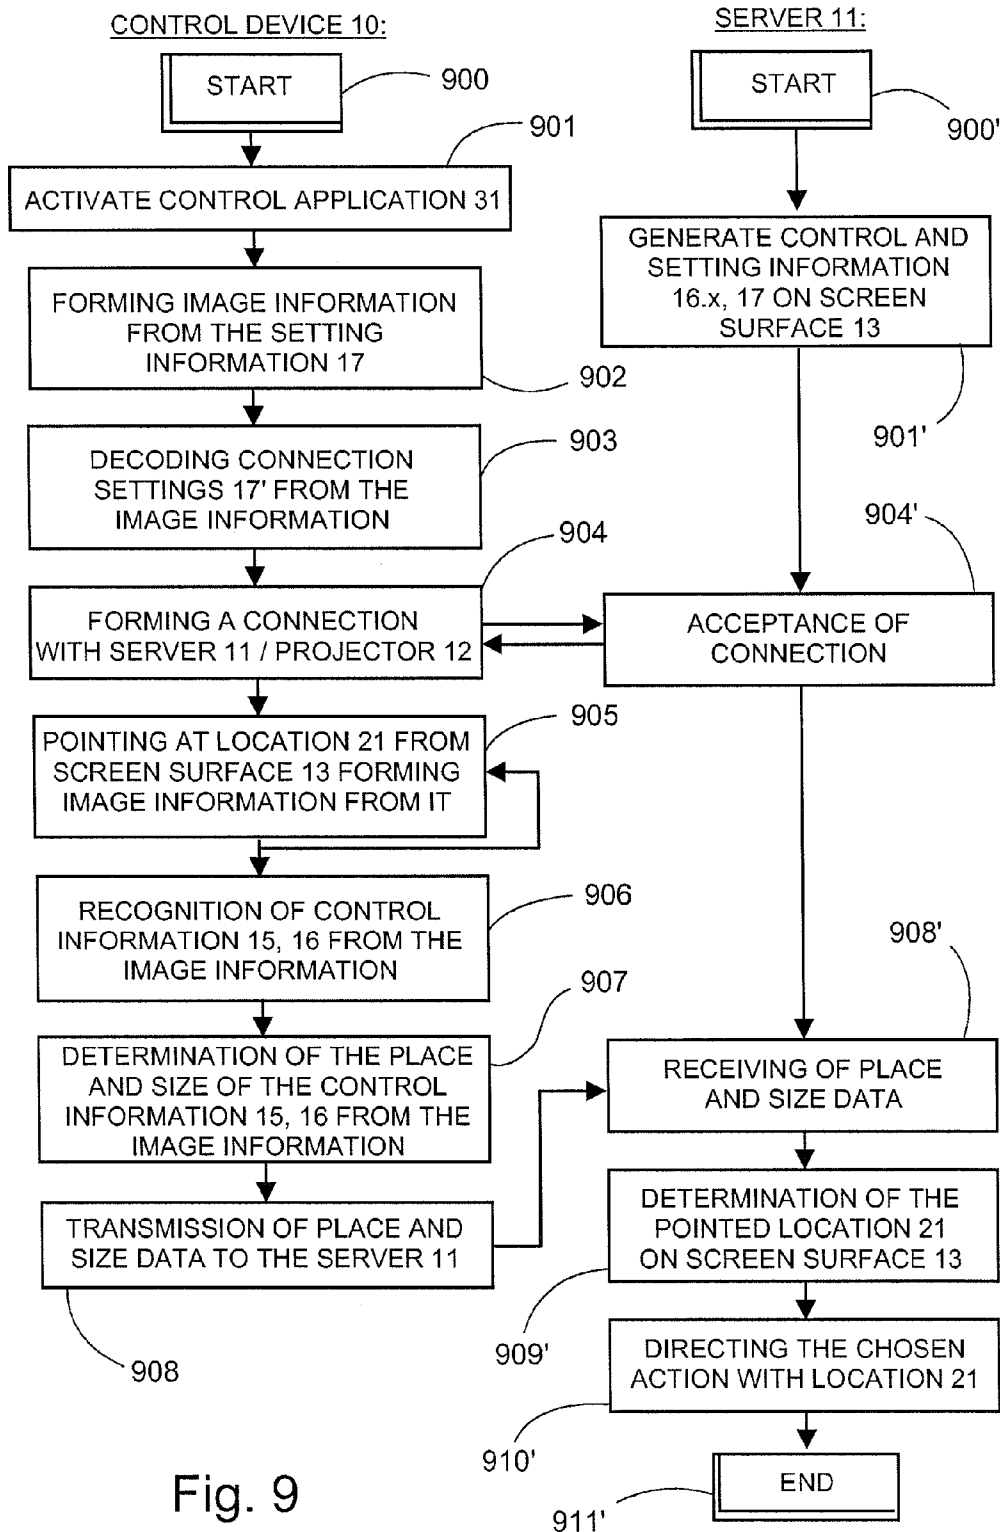 CONTROL DEVICE 10:
START
900
901
ACTIVATE CONTROL APPLICATION 31
FORMING IMAGE INFORMATION
FROM THE SETTING
INFORMATION 17
902
903
DECODING CONNECTION
SETTINGS 17' FROM THE
IMAGE INFORMATION
904
FORMING A CONNECTION
WITH SERVER 11 / PROJECTOR 12
905
POINTING AT LOCATION 21 FROM
SCREEN SURFACE 13 FORMING
IMAGE INFORMATION FROM IT
906
RECOGNITION OF CONTROL
INFORMATION 15, 16 FROM THE
IMAGE INFORMATION
907
DETERMINATION OF THE PLACE
AND SIZE OF THE CONTROL
INFORMATION 15, 16 FROM THE
IMAGE INFORMATION
TRANSMISSION OF PLACE AND
SIZE DATA TO THE SERVER 11
908
SERVER 11:
START
900'
GENERATE CONTROL AND
SETTING INFORMATION
16.x, 17 ON SCREEN
SURFACE 13
901'
904'
ACCEPTANCE OF
CONNECTION
908'
RECEIVING OF PLACE
AND SIZE DATA
DETERMINATION OF THE
POINTED LOCATION 21
ON SCREEN SURFACE 13
909'
DIRECTING THE CHOSEN
ACTION WITH LOCATION 21
910'
END
911'
Fig. 9